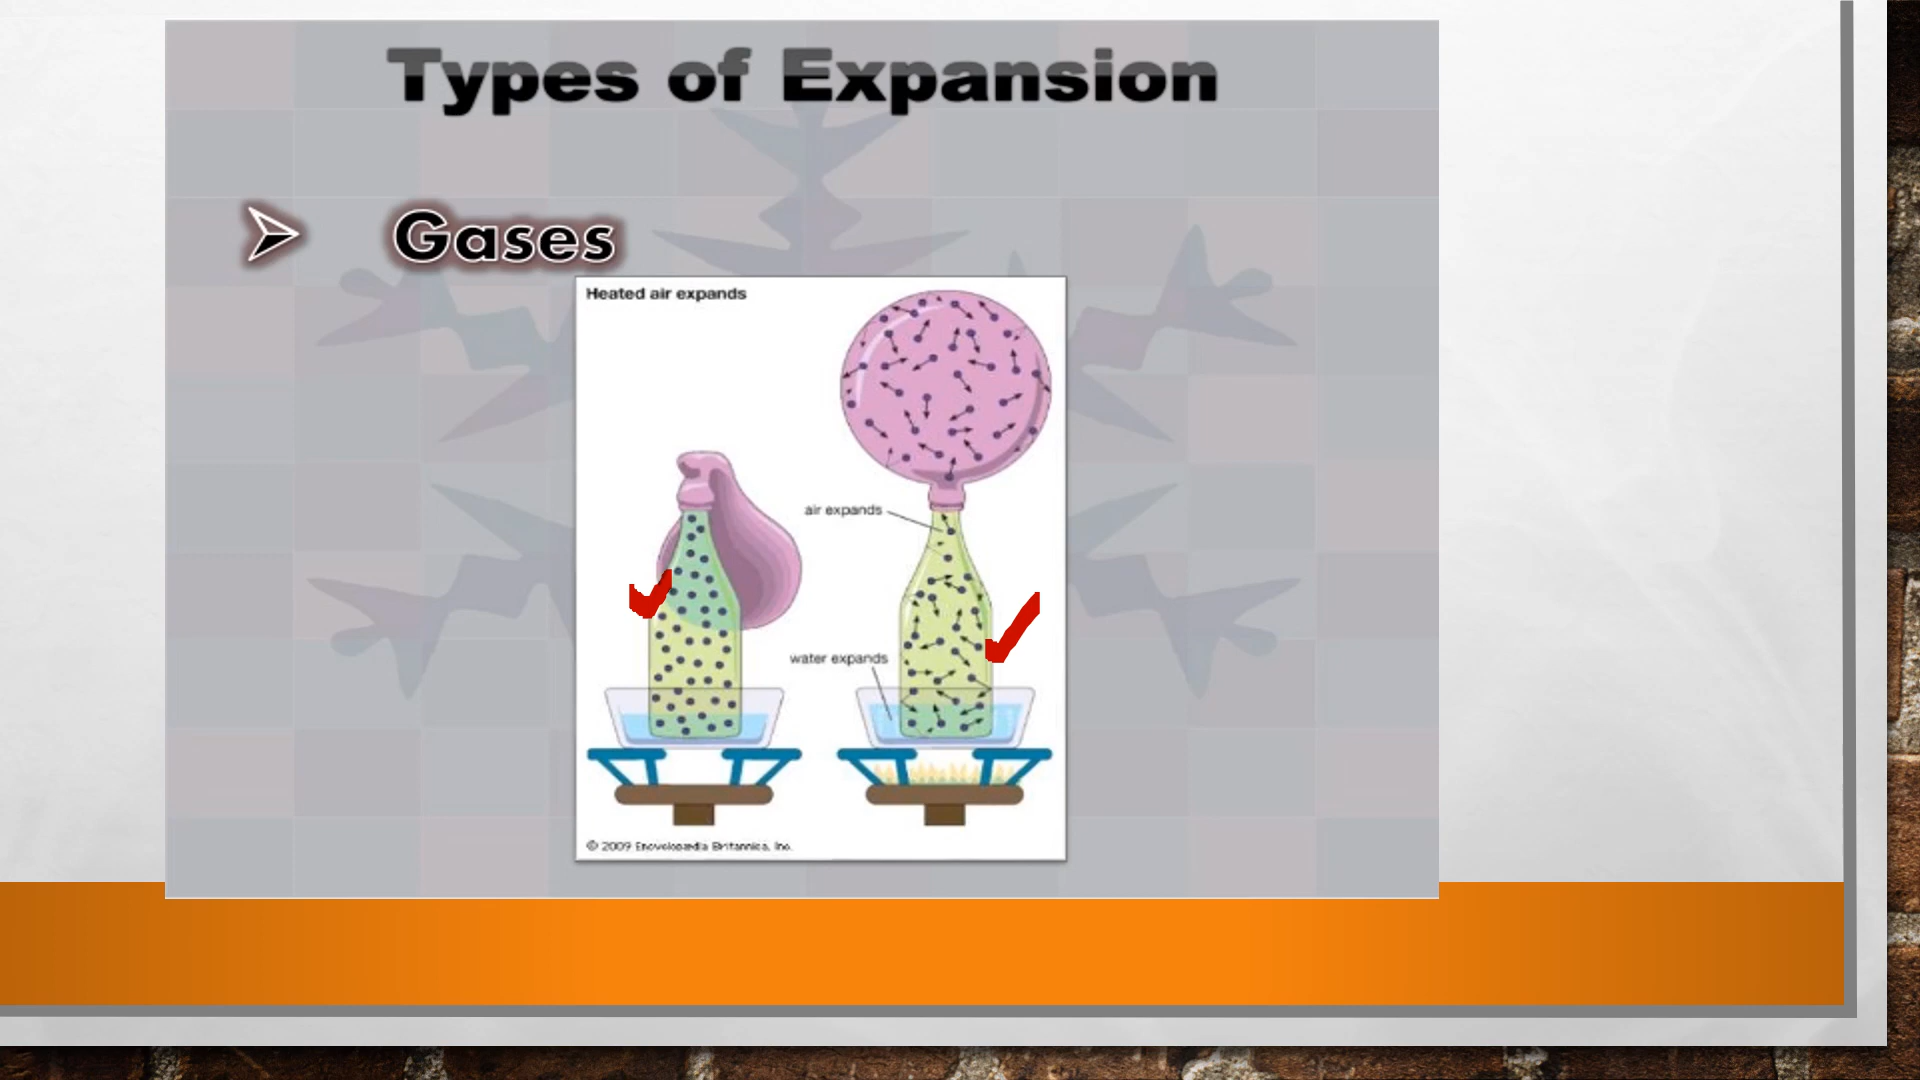 Types of Expansion
Gases
Heated air expands
air expands
water expands
© 2009 Encyclopædia Britannica, Inc.